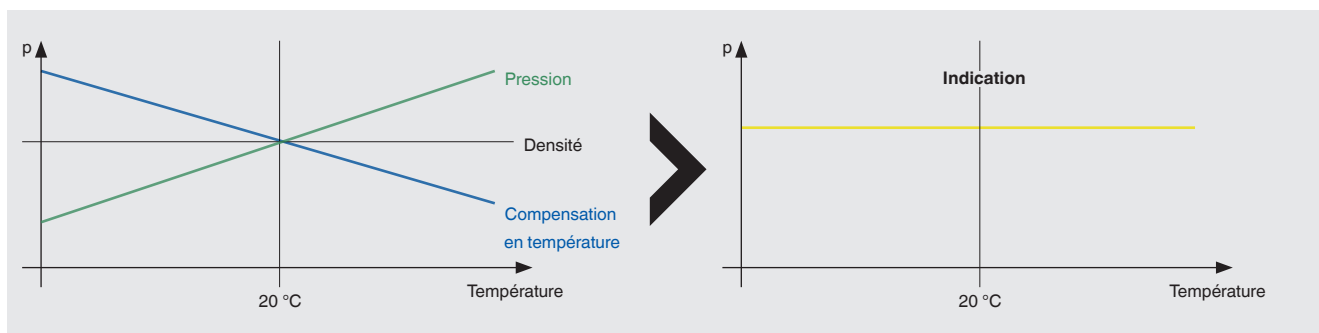 p
Pression
Densité
Compensation
en température
20 °C
Température
p
Indication
20 °C
Température